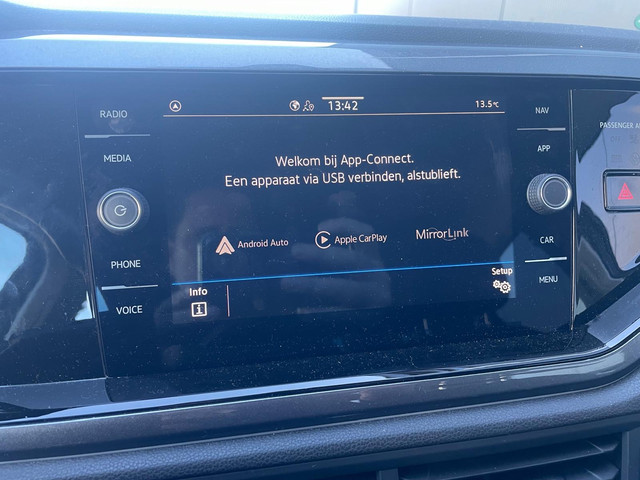 RADIO
MEDIA
PHONE
VOICE
13:42
13.5°C
Welkom bij App-Connect.
Een apparaat via USB verbinden, alstublieft.
Android Auto
Apple CarPlay
MirrorLink
Info
Setup
NAV
APP
CAR
MENU
PASSENGER